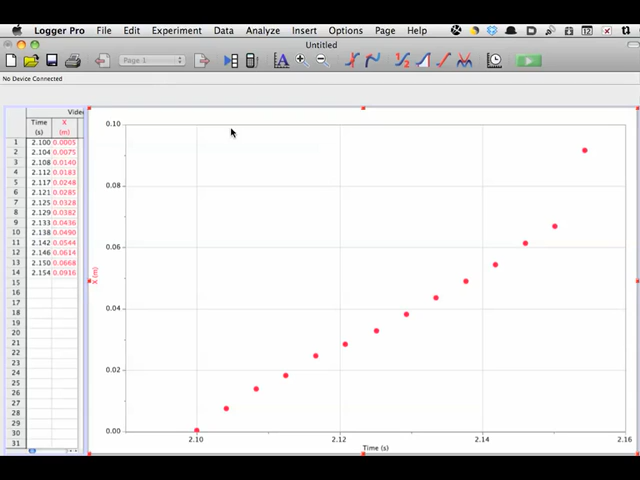 Logger Pro File Edit Experiment Data Analyze Insert Options Page Help
Untitled
Page 1
No Device Connected
Time X
(s) (m)
1 2.100 0.0005
2 2.104 0.0075
3 2.108 0.0140
4 2.112 0.0183
5 2.117 0.0248
6 2.121 0.0285
7 2.125 0.0328
8 2.129 0.0382
9 2.133 0.0436
10 2.138 0.0490
11 2.142 0.0544
12 2.146 0.0614
13 2.150 0.0668
14 2.154 0.0916
15
16
17
18
19
20
21
22
23
24
25
26
27
28
29
30
31
0.10
0.08
0.06
0.04
0.02
0.00
X (m)
2.10 2.12 2.14 2.16
Time (s)